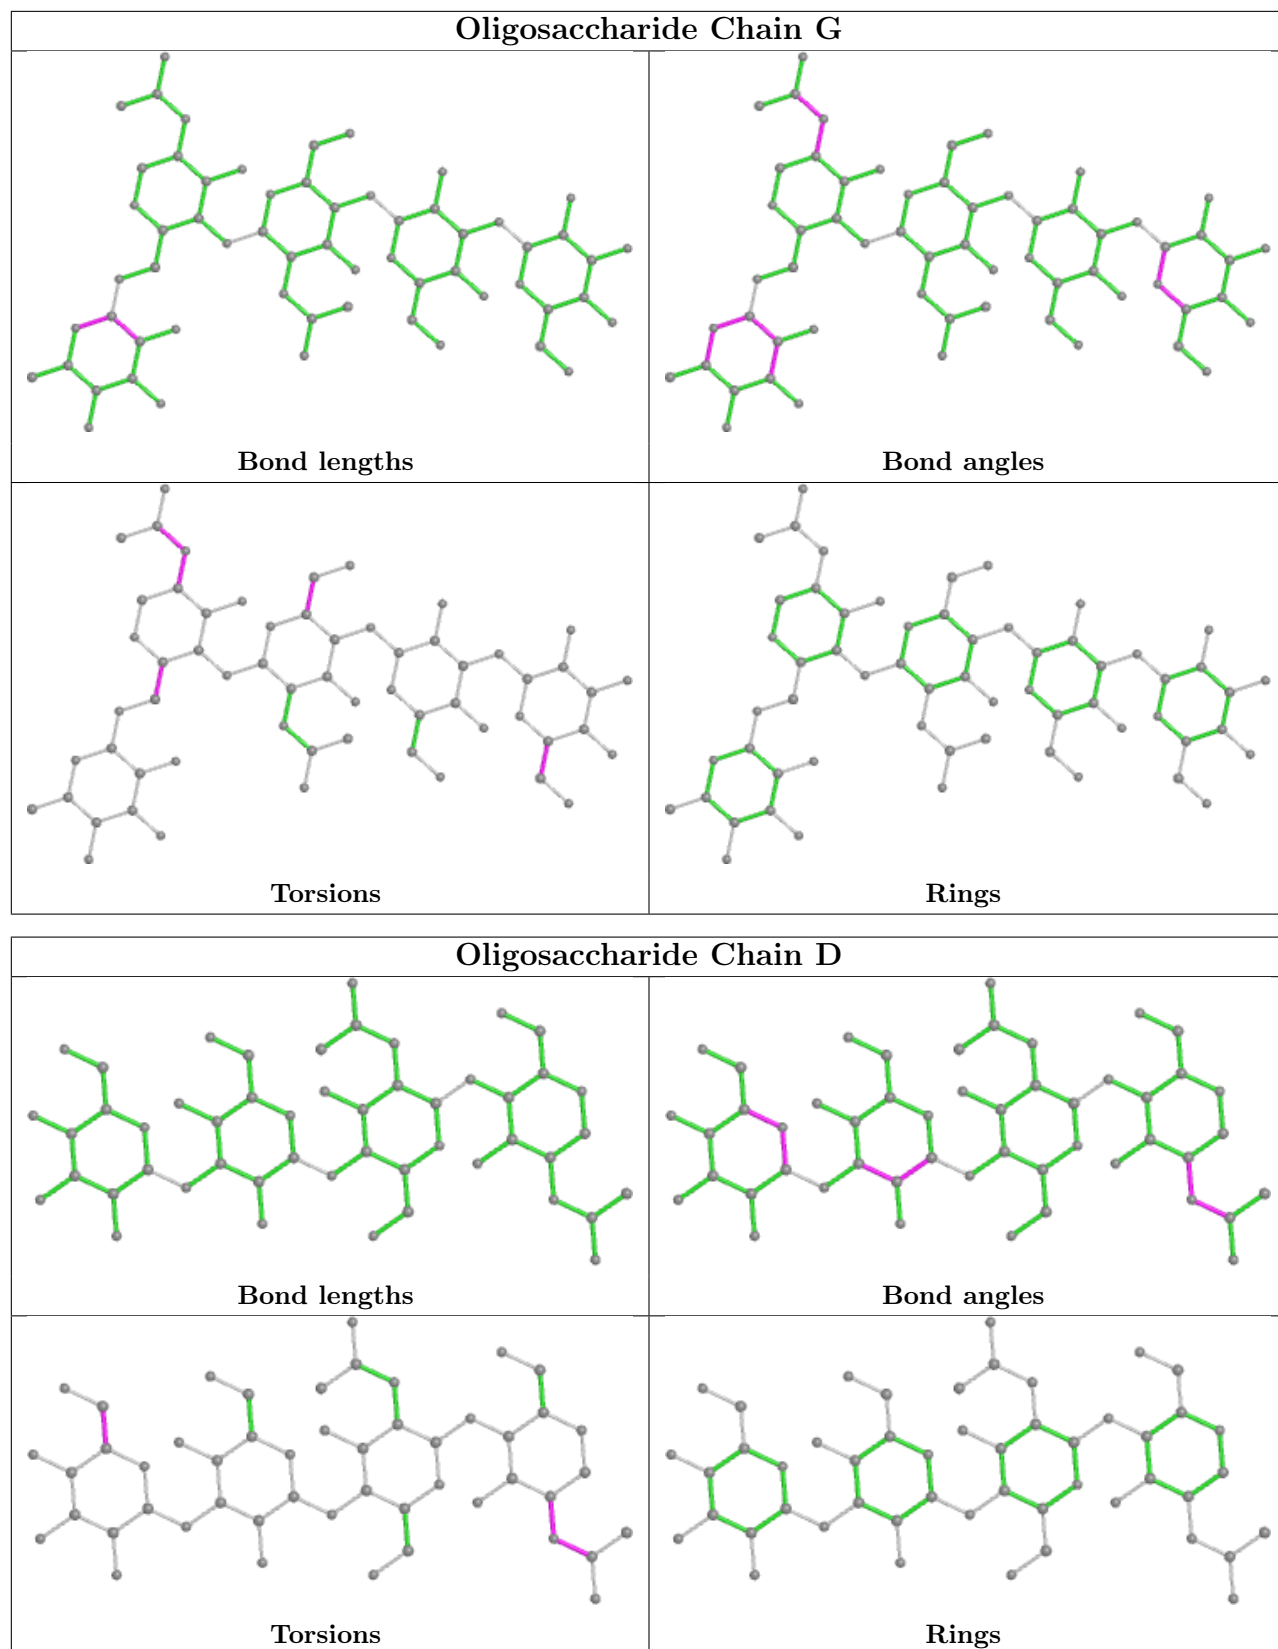 Oligosaccharide Chain G
Bond lengths
Bond angles
Torsions
Rings
Oligosaccharide Chain D
Bond lengths
Bond angles
Torsions
Rings